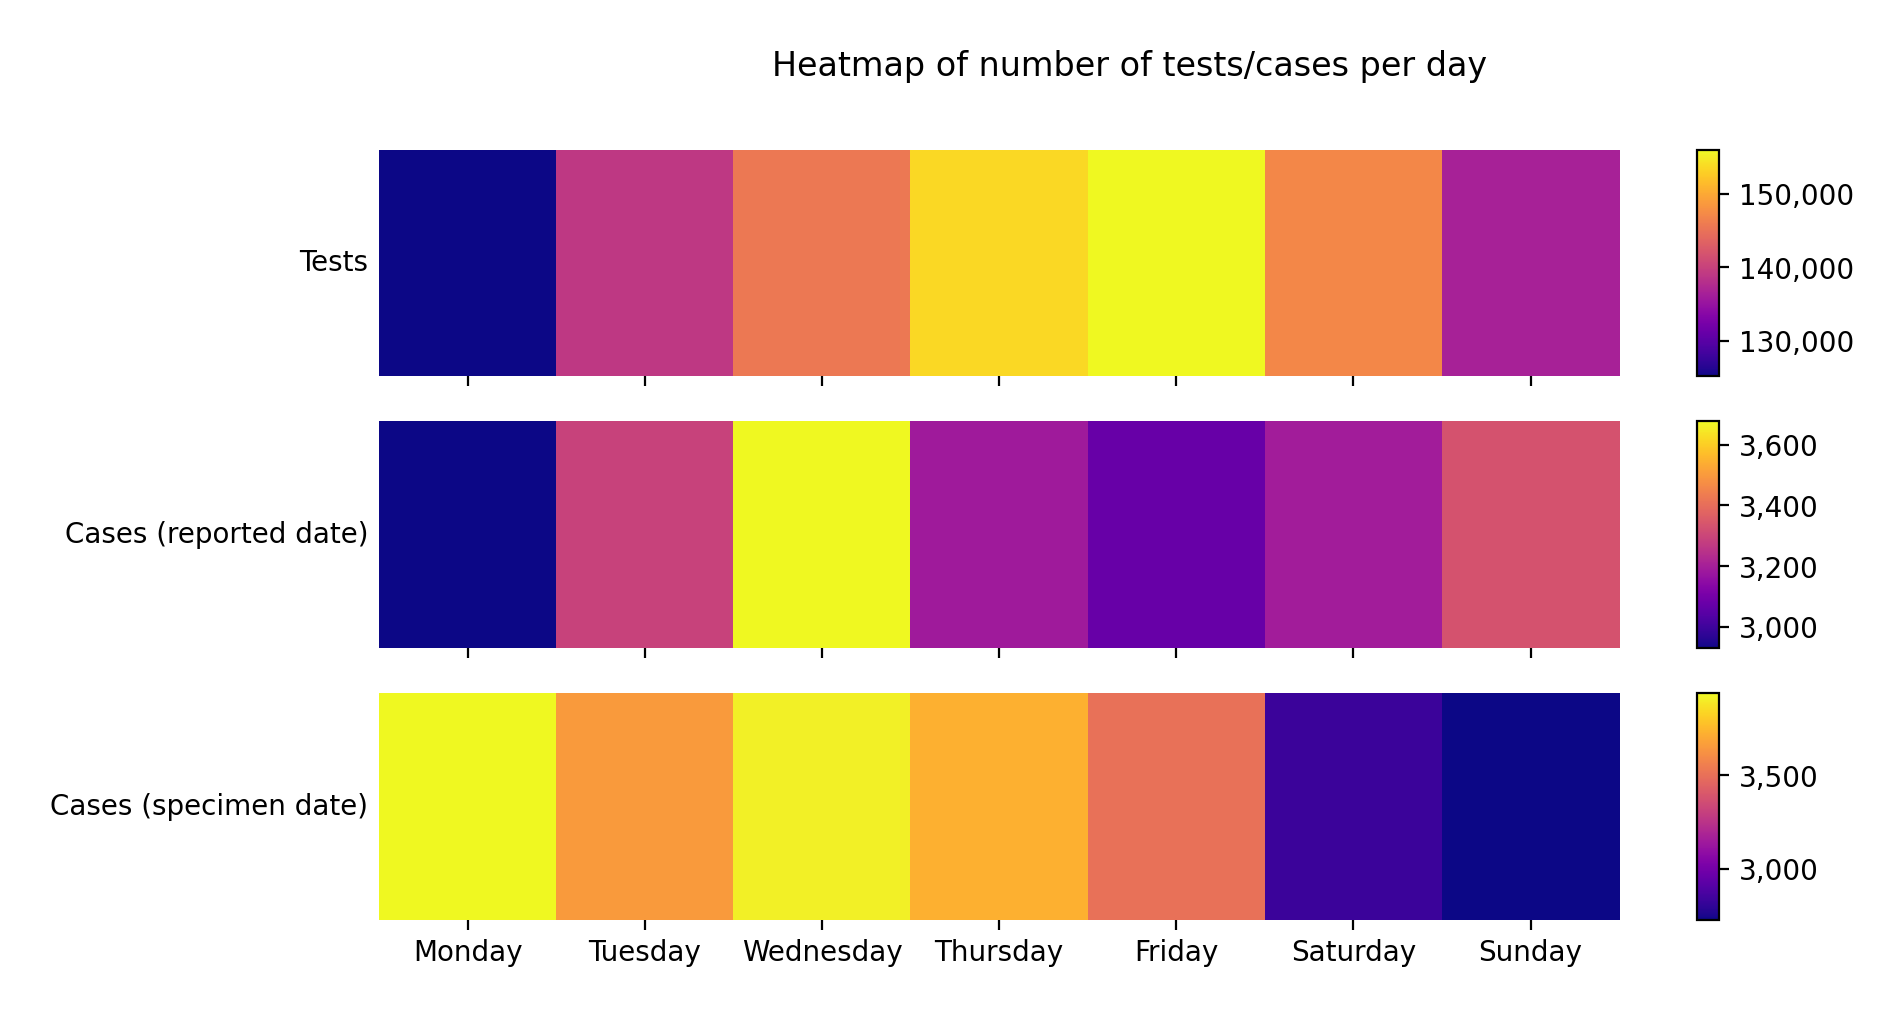 Heatmap of number of tests/cases per day
Tests
150,000
140,000
130,000
Cases (reported date)
3,600
3,400
3,200
3,000
Cases (specimen date)
3,500
3,000
Monday Tuesday Wednesday Thursday Friday Saturday Sunday